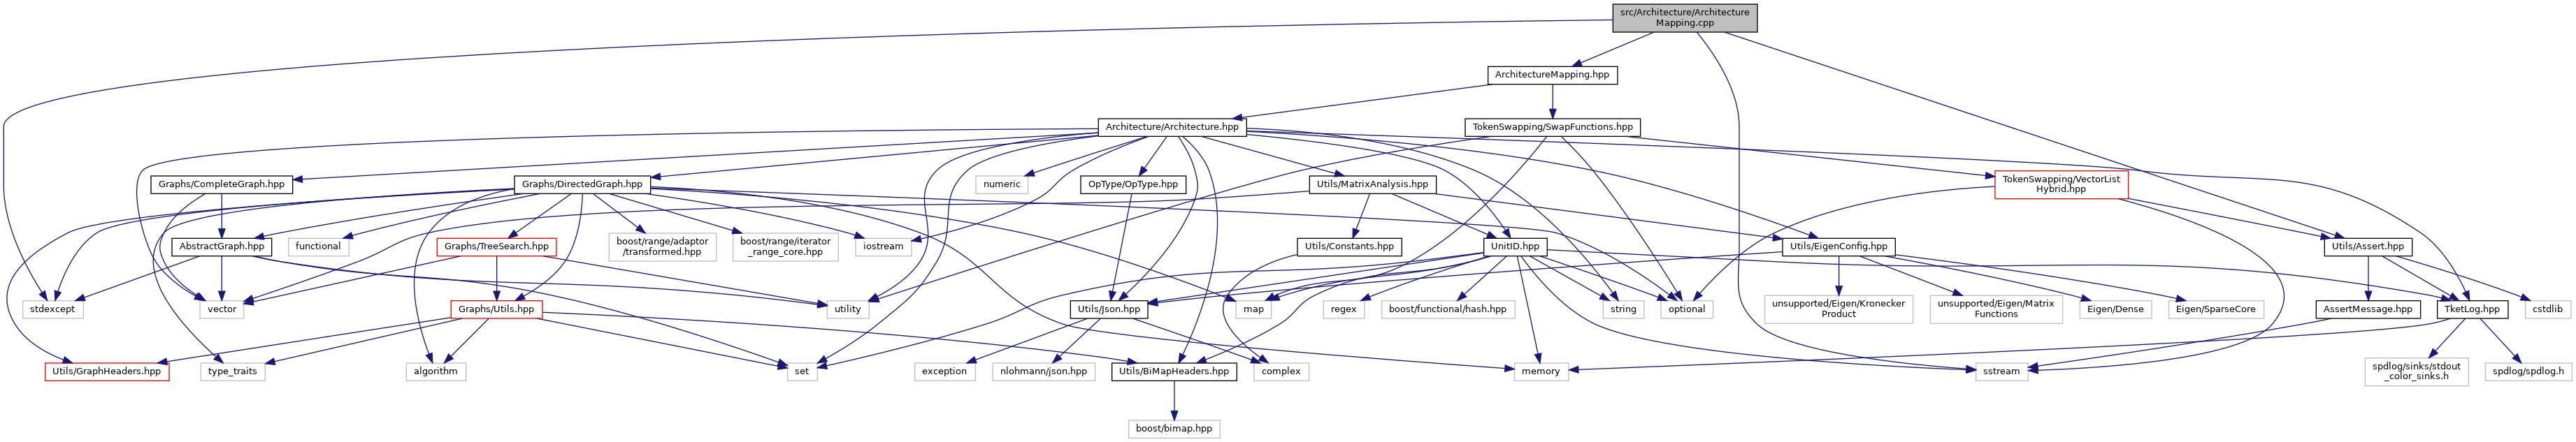 src/Architecture/Architecture
Mapping.cpp
ArchitectureMapping.hpp
Architecture/Architecture.hpp
TokenSwapping/SwapFunctions.hpp
Graphs/CompleteGraph.hpp
Graphs/DirectedGraph.hpp
numeric
OpType/OpType.hpp
Utils/MatrixAnalysis.hpp
TokenSwapping/VectorList
Hybrid.hpp
AbstractGraph.hpp
functional
Graphs/TreeSearch.hpp
boost/range/adaptor
/transformed.hpp
boost/range/iterator
_range_core.hpp
iostream
Utils/Constants.hpp
UnitID.hpp
Utils/EigenConfig.hpp
Utils/Assert.hpp
stdexcept
vector
Graphs/Utils.hpp
utility
Utils/Json.hpp
map
regex
boost/functional/hash.hpp
string
optional
unsupported/Eigen/Kronecker
Product
unsupported/Eigen/Matrix
Functions
Eigen/Dense
Eigen/SparseCore
AssertMessage.hpp
TketLog.hpp
cstdlib
Utils/GraphHeaders.hpp
type_traits
algorithm
set
exception
nlohmann/json.hpp
Utils/BiMapHeaders.hpp
complex
memory
sstream
spdlog/sinks/stdout
_color_sinks.h
spdlog/spdlog.h
boost/bimap.hpp